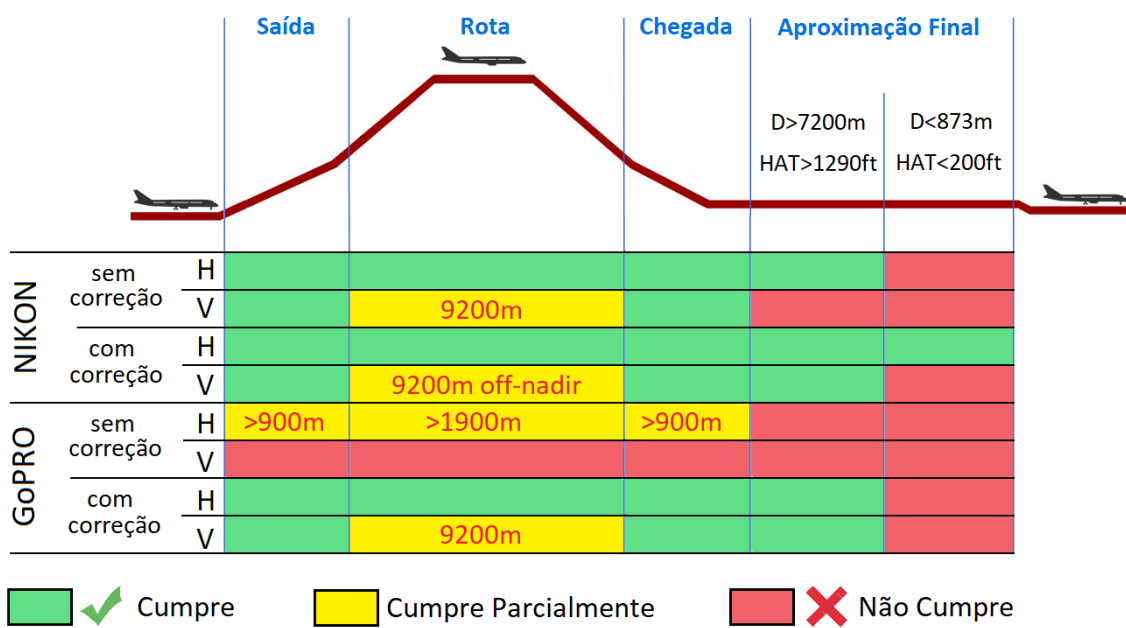 Saída Rota Chegada Aproximação Final
D>7200m D<873m
HAT>1290ft HAT<200ft
NIKON
sem correção
H
V 9200m
com correção
H
V 9200m off-nadir
GoPRO
sem correção
H >900m >1900m >900m
V
com correção
H
V 9200m
Cumpre Cumpre Parcialmente Não Cumpre